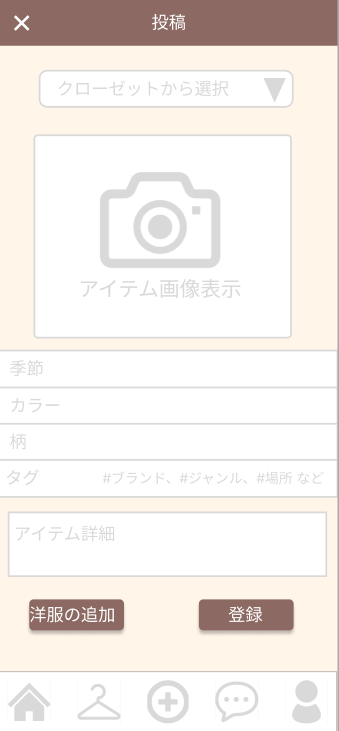 投稿
クローゼットから選択
アイテム画像表示
季節
カラー
柄
タグ #ブランド、#ジャンル、#場所 など
アイテム詳細
洋服の追加 登録